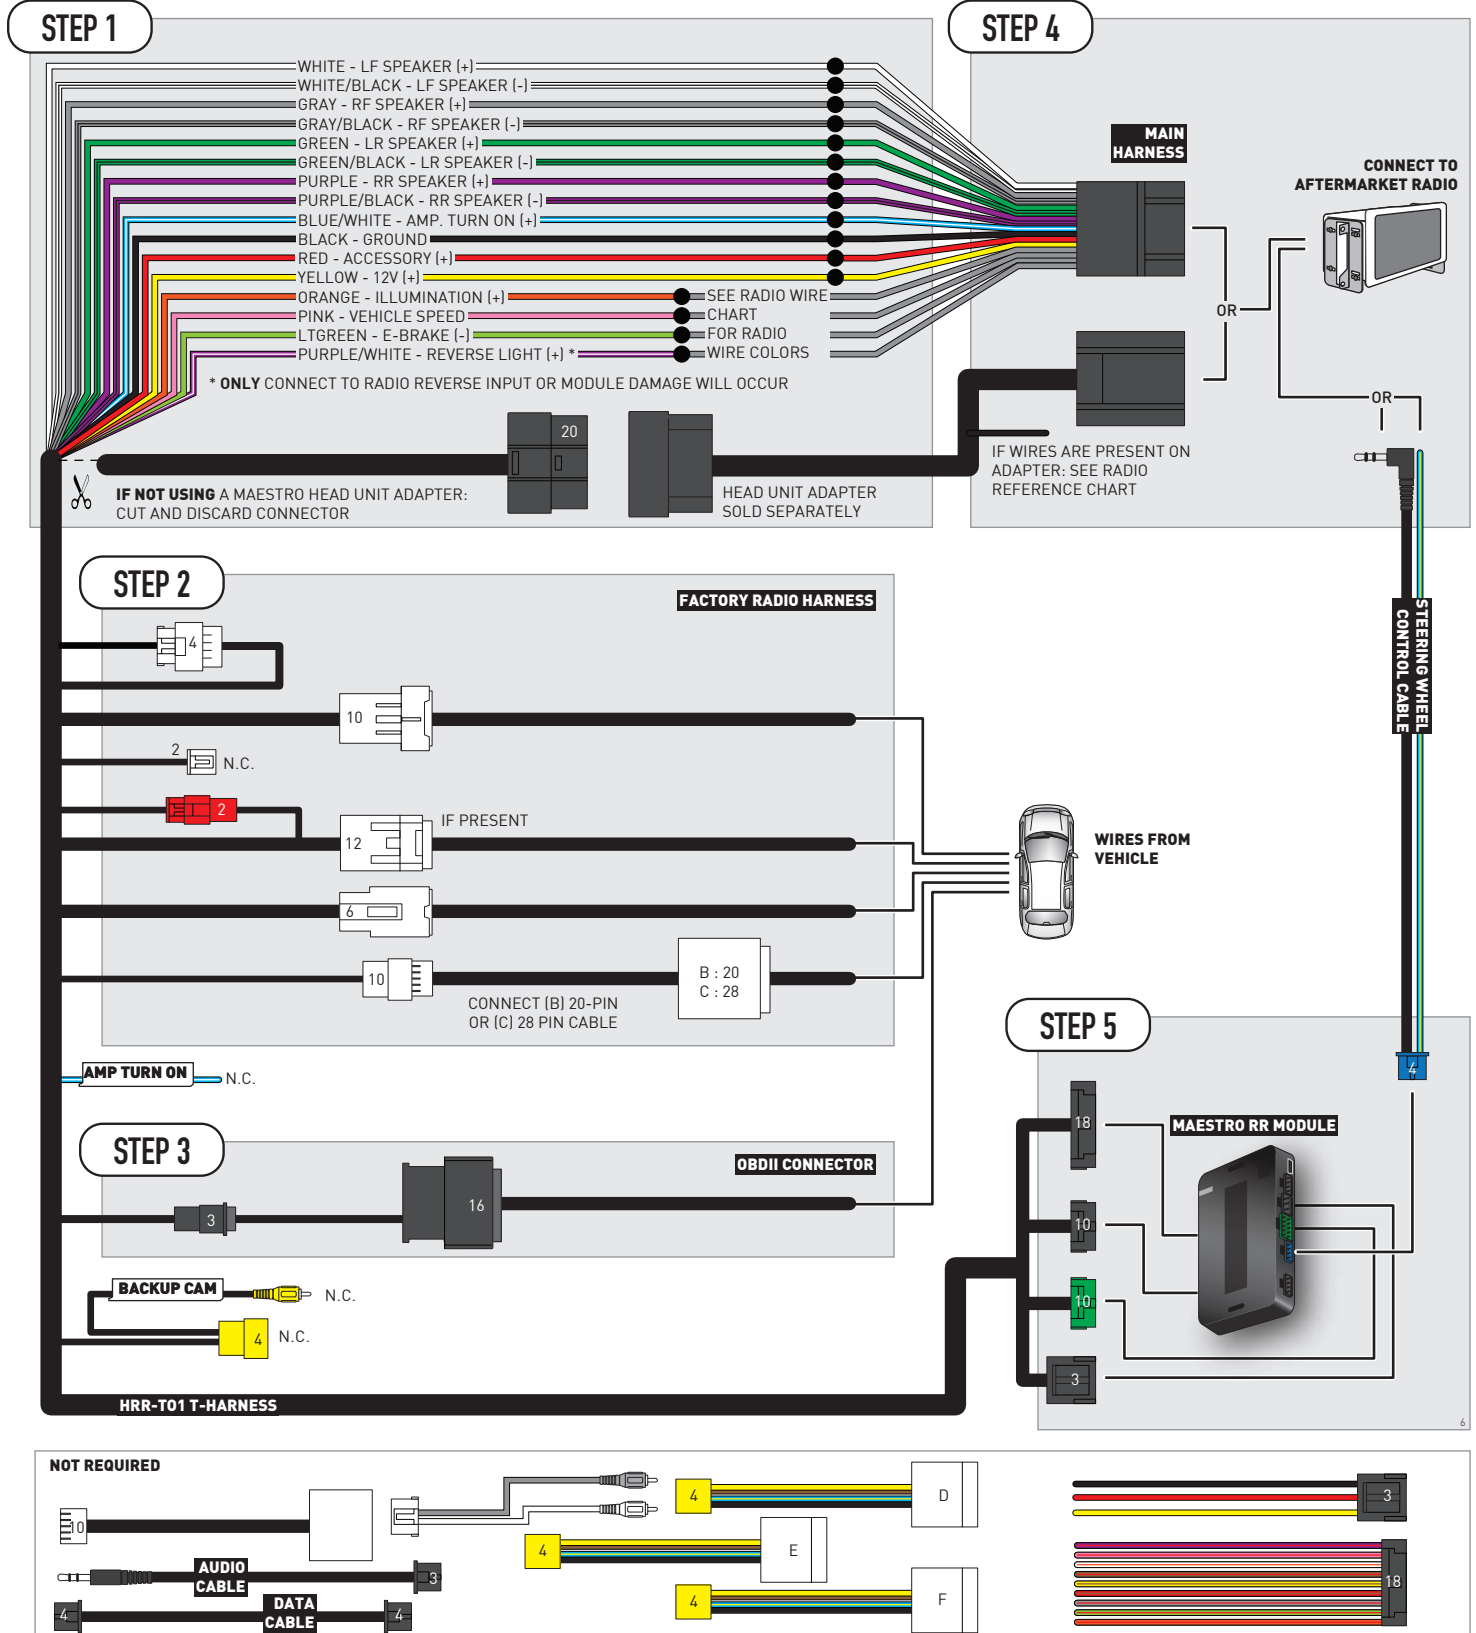 STEP 1
WHITE - LF SPEAKER (+)
WHITE/BLACK - LF SPEAKER (-)
GRAY - RF SPEAKER (+)
GRAY/BLACK - RF SPEAKER (-)
GREEN - LR SPEAKER (+)
GREEN/BLACK - LR SPEAKER (-)
PURPLE - RR SPEAKER (+)
PURPLE/BLACK - RR SPEAKER (-)
BLUE/WHITE - AMP. TURN ON (+)
BLACK - GROUND
RED - ACCESSORY (+)
YELLOW - 12V (+)
ORANGE - ILLUMINATION (+)
PINK - VEHICLE SPEED
LTGREEN - E-BRAKE (-)
PURPLE/WHITE - REVERSE LIGHT (+) *
SEE RADIO WIRE
CHART
FOR RADIO
WIRE COLORS
* ONLY CONNECT TO RADIO REVERSE INPUT OR MODULE DAMAGE WILL OCCUR
20
IF NOT USING A MAESTRO HEAD UNIT ADAPTER:
CUT AND DISCARD CONNECTOR
HEAD UNIT ADAPTER
SOLD SEPARATELY
STEP 4
MAIN
HARNESS
CONNECT TO
AFTERMARKET RADIO
OR
OR
IF WIRES ARE PRESENT ON
ADAPTER: SEE RADIO
REFERENCE CHART
STEERING WHEEL
CONTROL CABLE
4
STEP 2
FACTORY RADIO HARNESS
4
10
2
N.C.
2
12
IF PRESENT
6
10
B : 20
C : 28
CONNECT (B) 20-PIN
OR (C) 28 PIN CABLE
WIRES FROM
VEHICLE
AMP TURN ON
N.C.
STEP 3
OBDII CONNECTOR
3
16
BACKUP CAM
N.C.
4
N.C.
HRR-TO1 T-HARNESS
STEP 5
MAESTRO RR MODULE
18
10
10
3
6
NOT REQUIRED
10
AUDIO
CABLE
3
4
DATA
CABLE
4
4
D
4
E
4
F
3
18